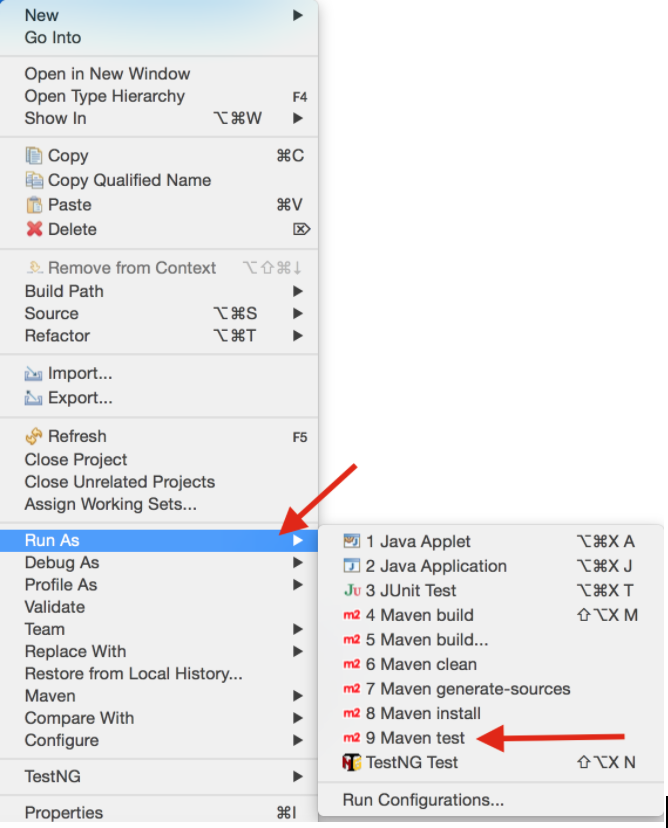 New ▶
Go Into
Open in New Window
Open Type Hierarchy F4
Show In ⌥⌘W ▶
Copy ⌘C
Copy Qualified Name
Paste ⌘V
Delete ⌦
Remove from Context ⌥⇧⌘↓
Build Path ▶
Source ⌥⌘S ▶
Refactor ⌥⌘T ▶
Import...
Export...
Refresh F5
Close Project
Close Unrelated Projects
Assign Working Sets...
Run As ▶
Debug As ▶
Profile As ▶
Validate
Team ▶
Replace With ▶
Restore from Local History...
Maven ▶
Compare With ▶
Configure ▶
TestNG ▶
Properties ⌘I
1 Java Applet ⌥⌘X A
2 Java Application ⌥⌘X J
Ju 3 JUnit Test ⌥⌘X T
m2 4 Maven build ⇧⌥X M
m2 5 Maven build...
m2 6 Maven clean
m2 7 Maven generate-sources
m2 8 Maven install
m2 9 Maven test
TestNG Test ⇧⌥X N
Run Configurations...